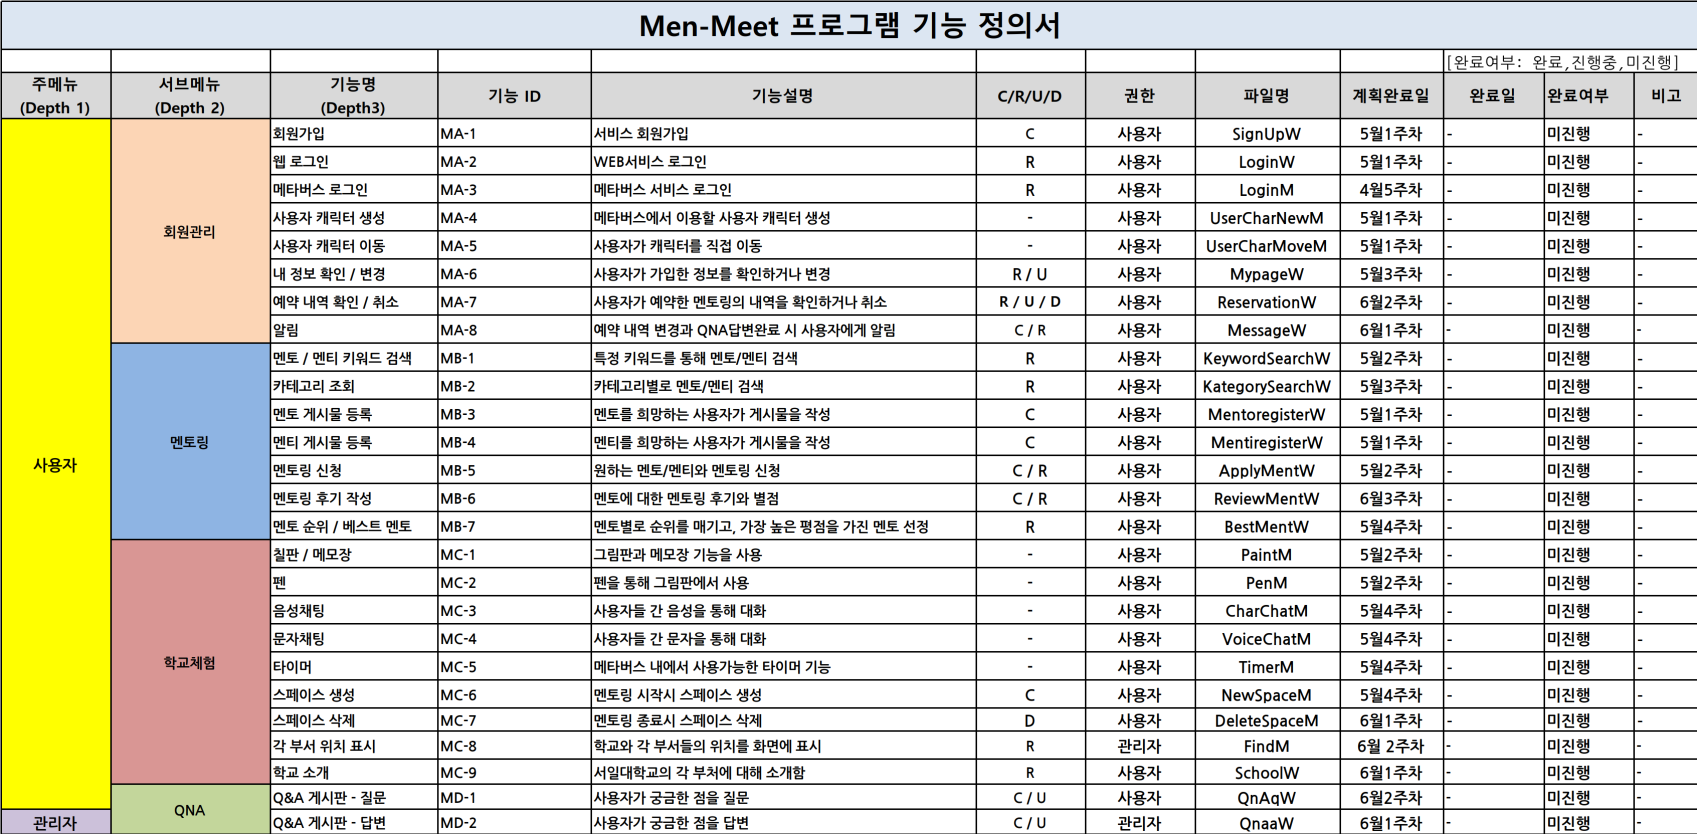 Men-Meet 프로그램 기능 정의서
[완료여부: 완료,진행중,미진행]
주메뉴 (Depth 1) 서브메뉴 (Depth 2) 기능명 (Depth3) 기능 ID 기능설명 C/R/U/D 권한 파일명 계획완료일 완료일 완료여부 비고
사용자 회원관리 회원가입 MA-1 서비스 회원가입 C 사용자 SignUpW 5월1주차 - 미진행 -
웹 로그인 MA-2 WEB서비스 로그인 R 사용자 LoginW 5월1주차 - 미진행 -
메타버스 로그인 MA-3 메타버스 서비스 로그인 R 사용자 LoginM 4월5주차 - 미진행 -
사용자 캐릭터 생성 MA-4 메타버스에서 이용할 사용자 캐릭터 생성 - 사용자 UserCharNewM 5월1주차 - 미진행 -
사용자 캐릭터 이동 MA-5 사용자가 캐릭터를 직접 이동 - 사용자 UserCharMoveM 5월1주차 - 미진행 -
내 정보 확인 / 변경 MA-6 사용자가 가입한 정보를 확인하거나 변경 R / U 사용자 MypageW 5월3주차 - 미진행 -
예약 내역 확인 / 취소 MA-7 사용자가 예약한 멘토링의 내역을 확인하거나 취소 R / U / D 사용자 ReservationW 6월2주차 - 미진행 -
알림 MA-8 예약 내역 변경과 QNA답변완료 시 사용자에게 알림 C / R 사용자 MessageW 6월1주차 - 미진행 -
멘토링 멘토 / 멘티 키워드 검색 MB-1 특정 키워드를 통해 멘토/멘티 검색 R 사용자 KeywordSearchW 5월2주차 - 미진행 -
카테고리 조회 MB-2 카테고리별로 멘토/멘티 검색 R 사용자 KategorySearchW 5월3주차 - 미진행 -
멘토 게시물 등록 MB-3 멘토를 희망하는 사용자가 게시물을 작성 C 사용자 MentoregisterW 5월1주차 - 미진행 -
멘티 게시물 등록 MB-4 멘티를 희망하는 사용자가 게시물을 작성 C 사용자 MentiregisterW 5월1주차 - 미진행 -
멘토링 신청 MB-5 원하는 멘토/멘티와 멘토링 신청 C / R 사용자 ApplyMentW 5월2주차 - 미진행 -
멘토링 후기 작성 MB-6 멘토에 대한 멘토링 후기와 별점 C / R 사용자 ReviewMentW 6월3주차 - 미진행 -
멘토 순위 / 베스트 멘토 MB-7 멘토별로 순위를 매기고, 가장 높은 평점을 가진 멘토 선정 R 사용자 BestMentW 5월4주차 - 미진행 -
학교체험 칠판 / 메모장 MC-1 그림판과 메모장 기능을 사용 - 사용자 PaintM 5월2주차 - 미진행 -
펜 MC-2 펜을 통해 그림판에서 사용 - 사용자 PenM 5월2주차 - 미진행 -
음성채팅 MC-3 사용자들 간 음성을 통해 대화 - 사용자 CharChatM 5월4주차 - 미진행 -
문자채팅 MC-4 사용자들 간 문자을 통해 대화 - 사용자 VoiceChatM 5월4주차 - 미진행 -
타이머 MC-5 메타버스 내에서 사용가능한 타이머 기능 - 사용자 TimerM 5월4주차 - 미진행 -
스페이스 생성 MC-6 멘토링 시작시 스페이스 생성 C 사용자 NewSpaceM 5월4주차 - 미진행 -
스페이스 삭제 MC-7 멘토링 종료시 스페이스 삭제 D 사용자 DeleteSpaceM 6월1주차 - 미진행 -
각 부서 위치 표시 MC-8 학교와 각 부서들의 위치를 화면에 표시 R 관리자 FindM 6월 2주차 - 미진행 -
학교 소개 MC-9 서일대학교의 각 부처에 대해 소개함 R 사용자 SchoolW 6월1주차 - 미진행 -
QNA Q&A 게시판 - 질문 MD-1 사용자가 궁금한 점을 질문 C / U 사용자 QnAqW 6월2주차 - 미진행 -
관리자 Q&A 게시판 - 답변 MD-2 사용자가 궁금한 점을 답변 C / U 관리자 QnaaW 6월1주차 - 미진행 -